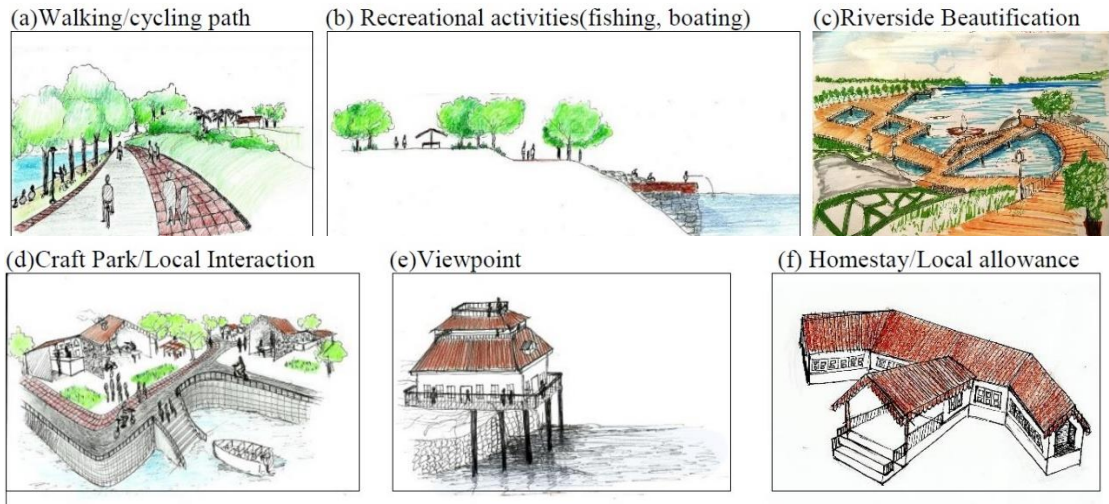 (a)Walking/cycling path
(b) Recreational activities(fishing, boating)
(c)Riverside Beautification
(d)Craft Park/Local Interaction
(e)Viewpoint
(f) Homestay/Local allowance